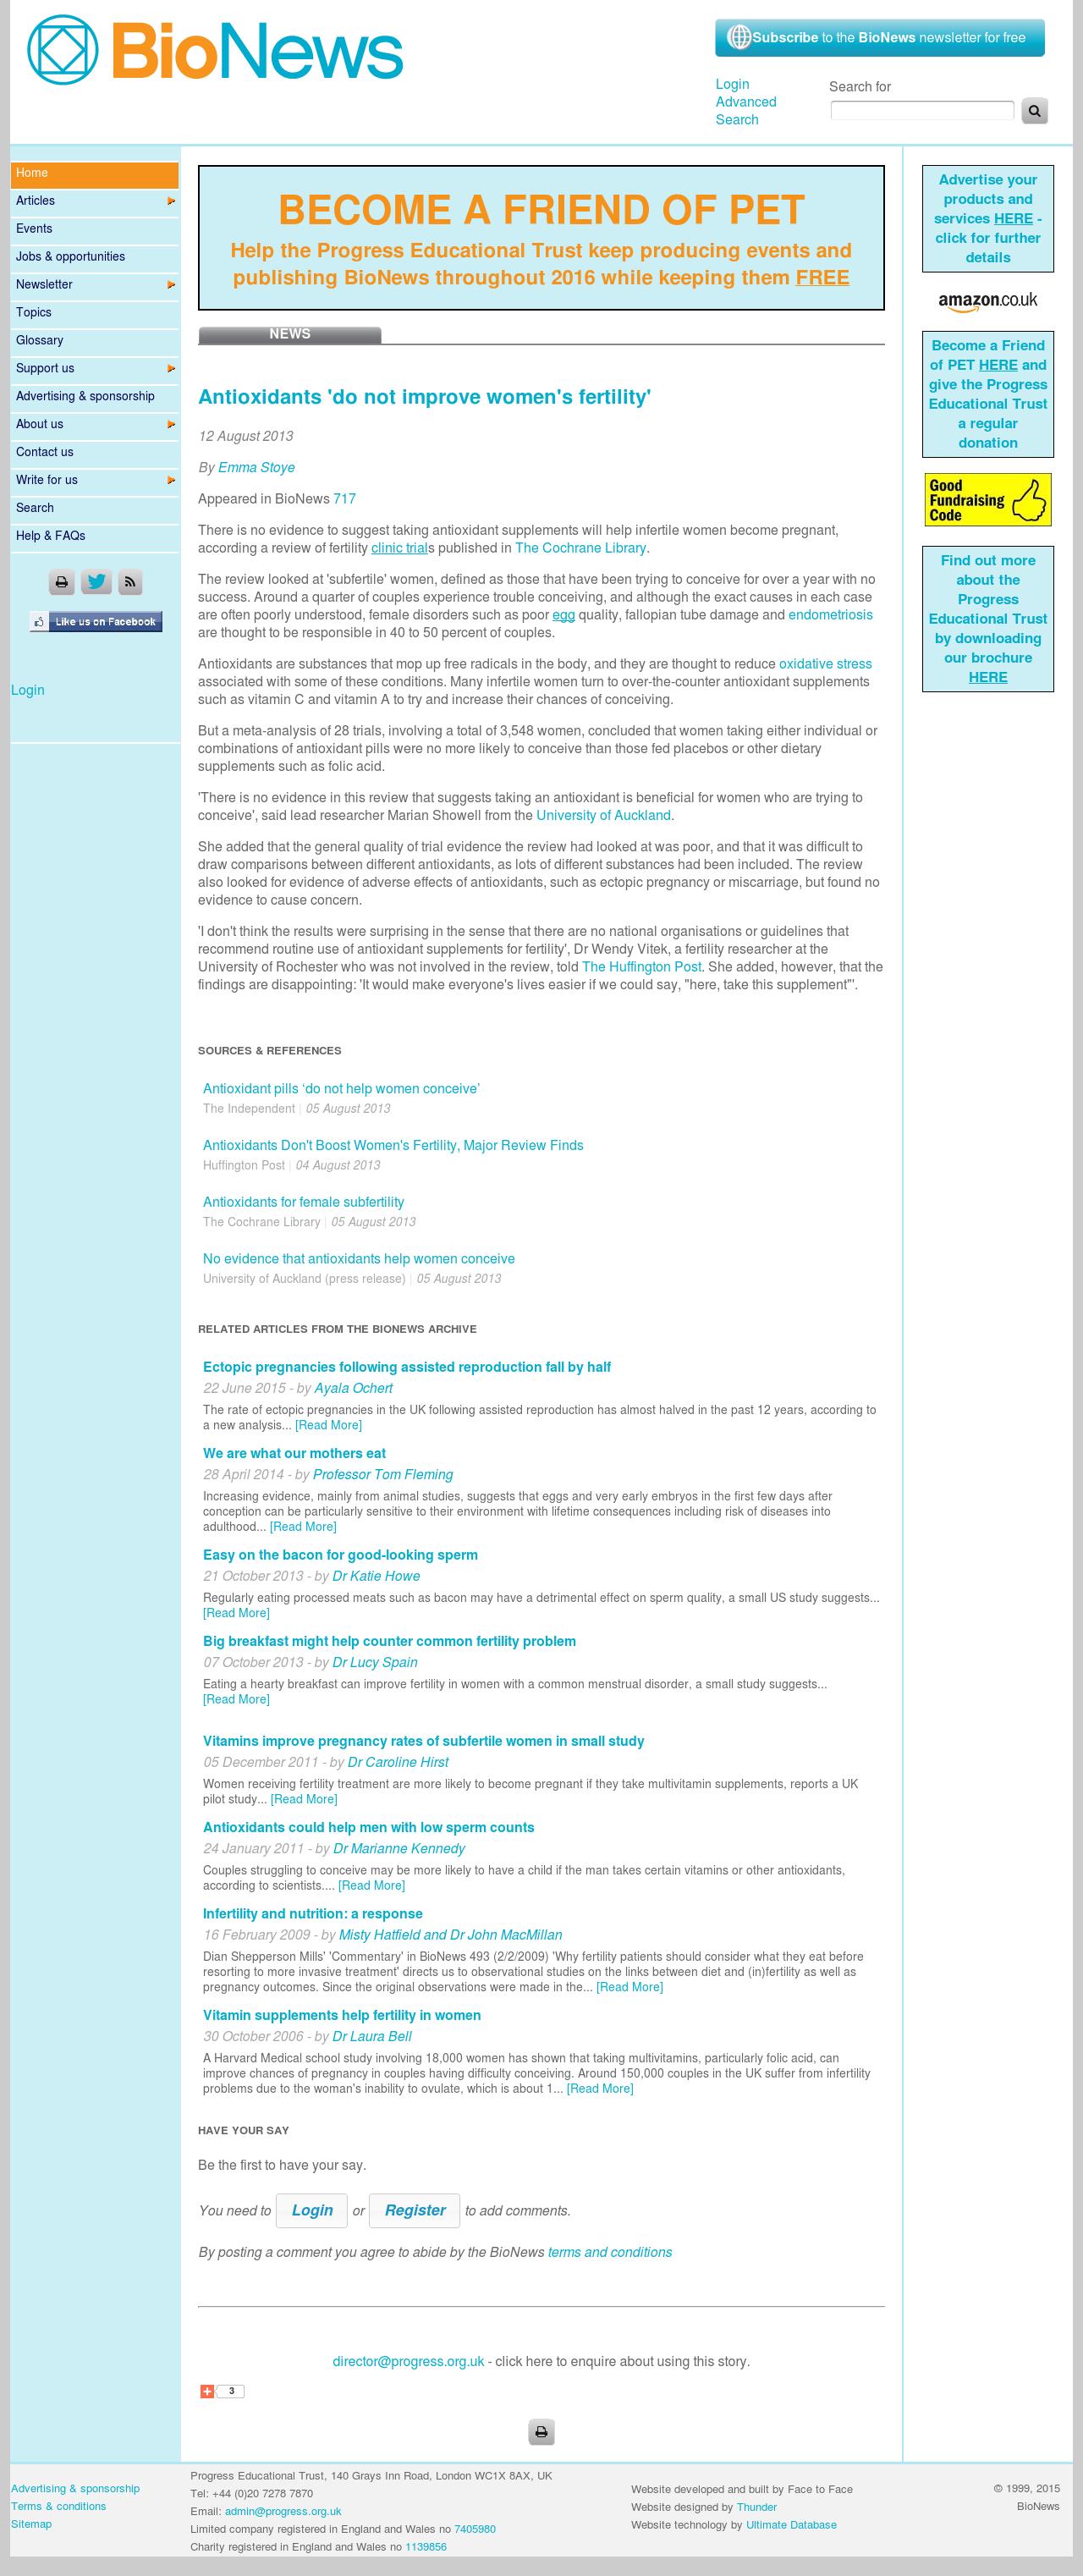 BioNews
Subscribe to the BioNews newsletter for free
Login
Advanced
Search
Search for
Home
Articles
Events
Jobs & opportunities
Newsletter
Topics
Glossary
Support us
Advertising & sponsorship
About us
Contact us
Write for us
Search
Help & FAQs
Like us on Facebook
Login
BECOME A FRIEND OF PET
Help the Progress Educational Trust keep producing events and
publishing BioNews throughout 2016 while keeping them FREE
NEWS
Antioxidants 'do not improve women's fertility'
12 August 2013
By Emma Stoye
Appeared in BioNews 717
There is no evidence to suggest taking antioxidant supplements will help infertile women become pregnant,
according a review of fertility clinic trials published in The Cochrane Library.
The review looked at 'subfertile' women, defined as those that have been trying to conceive for over a year with no
success. Around a quarter of couples experience trouble conceiving, and although the exact causes in each case
are often poorly understood, female disorders such as poor egg quality, fallopian tube damage and endometriosis
are thought to be responsible in 40 to 50 percent of couples.
Antioxidants are substances that mop up free radicals in the body, and they are thought to reduce oxidative stress
associated with some of these conditions. Many infertile women turn to over-the-counter antioxidant supplements
such as vitamin C and vitamin A to try and increase their chances of conceiving.
But a meta-analysis of 28 trials, involving a total of 3,548 women, concluded that women taking either individual or
combinations of antioxidant pills were no more likely to conceive than those fed placebos or other dietary
supplements such as folic acid.
'There is no evidence in this review that suggests taking an antioxidant is beneficial for women who are trying to
conceive', said lead researcher Marian Showell from the University of Auckland.
She added that the general quality of trial evidence the review had looked at was poor, and that it was difficult to
draw comparisons between different antioxidants, as lots of different substances had been included. The review
also looked for evidence of adverse effects of antioxidants, such as ectopic pregnancy or miscarriage, but found no
evidence to cause concern.
'I don't think the results were surprising in the sense that there are no national organisations or guidelines that
recommend routine use of antioxidant supplements for fertility', Dr Wendy Vitek, a fertility researcher at the
University of Rochester who was not involved in the review, told The Huffington Post. She added, however, that the
findings are disappointing: 'It would make everyone's lives easier if we could say, "here, take this supplement"'.
SOURCES & REFERENCES
Antioxidant pills ‘do not help women conceive’
The Independent | 05 August 2013
Antioxidants Don't Boost Women's Fertility, Major Review Finds
Huffington Post | 04 August 2013
Antioxidants for female subfertility
The Cochrane Library | 05 August 2013
No evidence that antioxidants help women conceive
University of Auckland (press release) | 05 August 2013
RELATED ARTICLES FROM THE BIONEWS ARCHIVE
Ectopic pregnancies following assisted reproduction fall by half
22 June 2015 - by Ayala Ochert
The rate of ectopic pregnancies in the UK following assisted reproduction has almost halved in the past 12 years, according to
a new analysis... [Read More]
We are what our mothers eat
28 April 2014 - by Professor Tom Fleming
Increasing evidence, mainly from animal studies, suggests that eggs and very early embryos in the first few days after
conception can be particularly sensitive to their environment with lifetime consequences including risk of diseases into
adulthood... [Read More]
Easy on the bacon for good-looking sperm
21 October 2013 - by Dr Katie Howe
Regularly eating processed meats such as bacon may have a detrimental effect on sperm quality, a small US study suggests...
[Read More]
Big breakfast might help counter common fertility problem
07 October 2013 - by Dr Lucy Spain
Eating a hearty breakfast can improve fertility in women with a common menstrual disorder, a small study suggests...
[Read More]
Vitamins improve pregnancy rates of subfertile women in small study
05 December 2011 - by Dr Caroline Hirst
Women receiving fertility treatment are more likely to become pregnant if they take multivitamin supplements, reports a UK
pilot study... [Read More]
Antioxidants could help men with low sperm counts
24 January 2011 - by Dr Marianne Kennedy
Couples struggling to conceive may be more likely to have a child if the man takes certain vitamins or other antioxidants,
according to scientists.... [Read More]
Infertility and nutrition: a response
16 February 2009 - by Misty Hatfield and Dr John MacMillan
Dian Shepperson Mills' 'Commentary' in BioNews 493 (2/2/2009) 'Why fertility patients should consider what they eat before
resorting to more invasive treatment' directs us to observational studies on the links between diet and (in)fertility as well as
pregnancy outcomes. Since the original observations were made in the... [Read More]
Vitamin supplements help fertility in women
30 October 2006 - by Dr Laura Bell
A Harvard Medical school study involving 18,000 women has shown that taking multivitamins, particularly folic acid, can
improve chances of pregnancy in couples having difficulty conceiving. Around 150,000 couples in the UK suffer from infertility
problems due to the woman's inability to ovulate, which is about 1... [Read More]
HAVE YOUR SAY
Be the first to have your say.
You need to Login or Register to add comments.
By posting a comment you agree to abide by the BioNews terms and conditions
director@progress.org.uk - click here to enquire about using this story.
3
Advertise your
products and
services HERE -
click for further
details
amazon.co.uk
Become a Friend
of PET HERE and
give the Progress
Educational Trust
a regular
donation
Good
Fundraising
Code
Find out more
about the
Progress
Educational Trust
by downloading
our brochure
HERE
Advertising & sponsorship
Terms & conditions
Sitemap
Progress Educational Trust, 140 Grays Inn Road, London WC1X 8AX, UK
Tel: +44 (0)20 7278 7870
Email: admin@progress.org.uk
Limited company registered in England and Wales no 7405980
Charity registered in England and Wales no 1139856
Website developed and built by Face to Face
Website designed by Thunder
Website technology by Ultimate Database
© 1999, 2015
BioNews